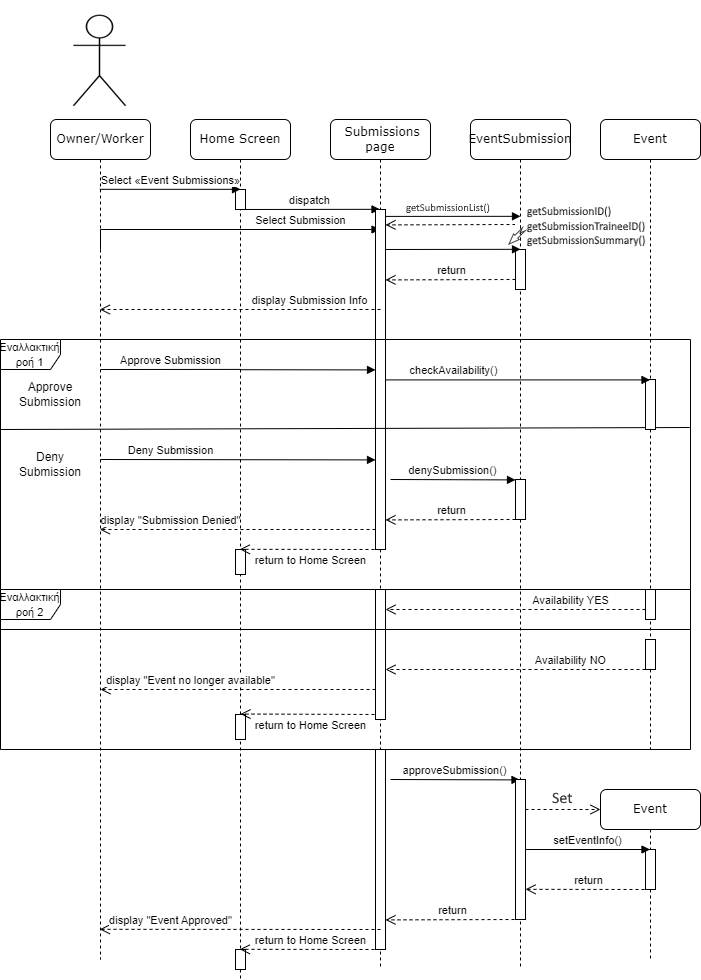 Owner/Worker
Home Screen
Submissions
page
EventSubmission
Event
Select «Event Submissions»
dispatch
getSubmissionList()
getSubmissionID()
Select Submission
getSubmissionTraineeID()
getSubmissionSummary()
return
display Submission Info
Εναλλακτική
ροή 1
Approve Submission
checkAvailability()
Approve
Submission
Deny Submission
Deny
Submission
denySubmission()
return
display "Submission Denied"
return to Home Screen
Εναλλακτική
ροή 2
Availability YES
Availability NO
display "Event no longer available"
return to Home Screen
approveSubmission()
Set
Event
setEventInfo()
return
return
display "Event Approved"
return to Home Screen